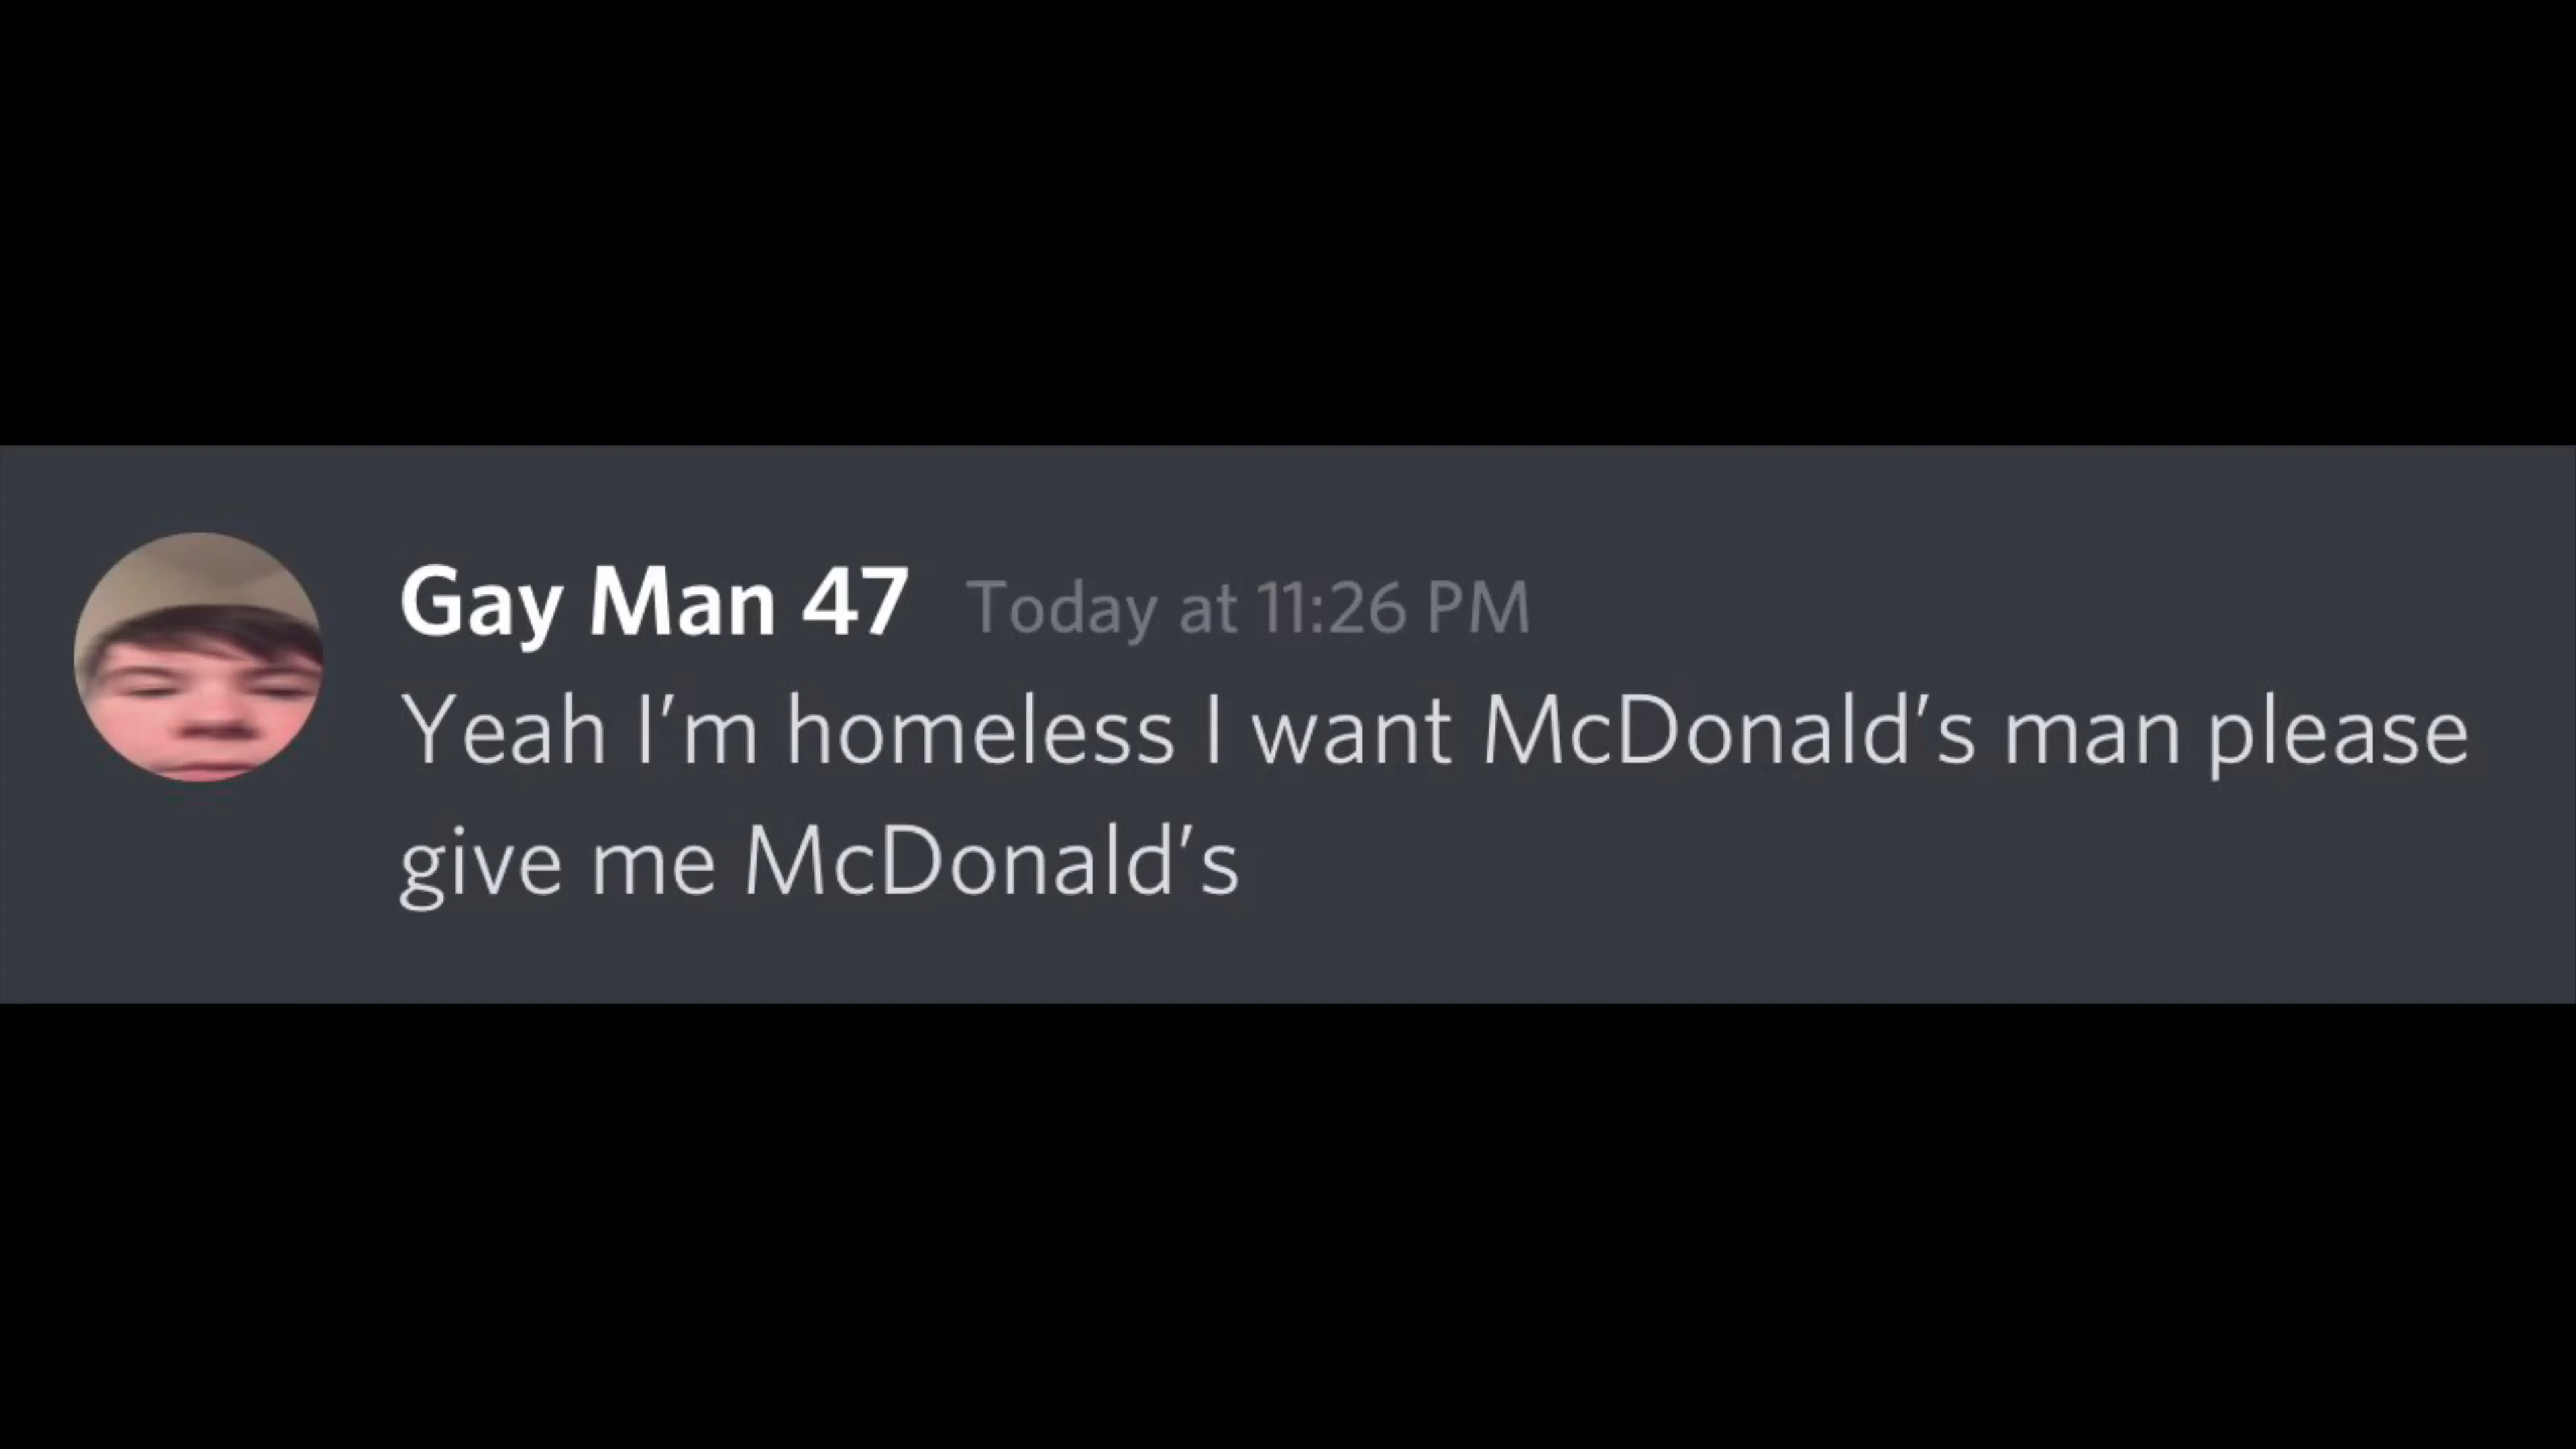 Gay Man 47 Today at 11:26 PM
Yeah I'm homeless I want McDonald's man please
give me McDonald's